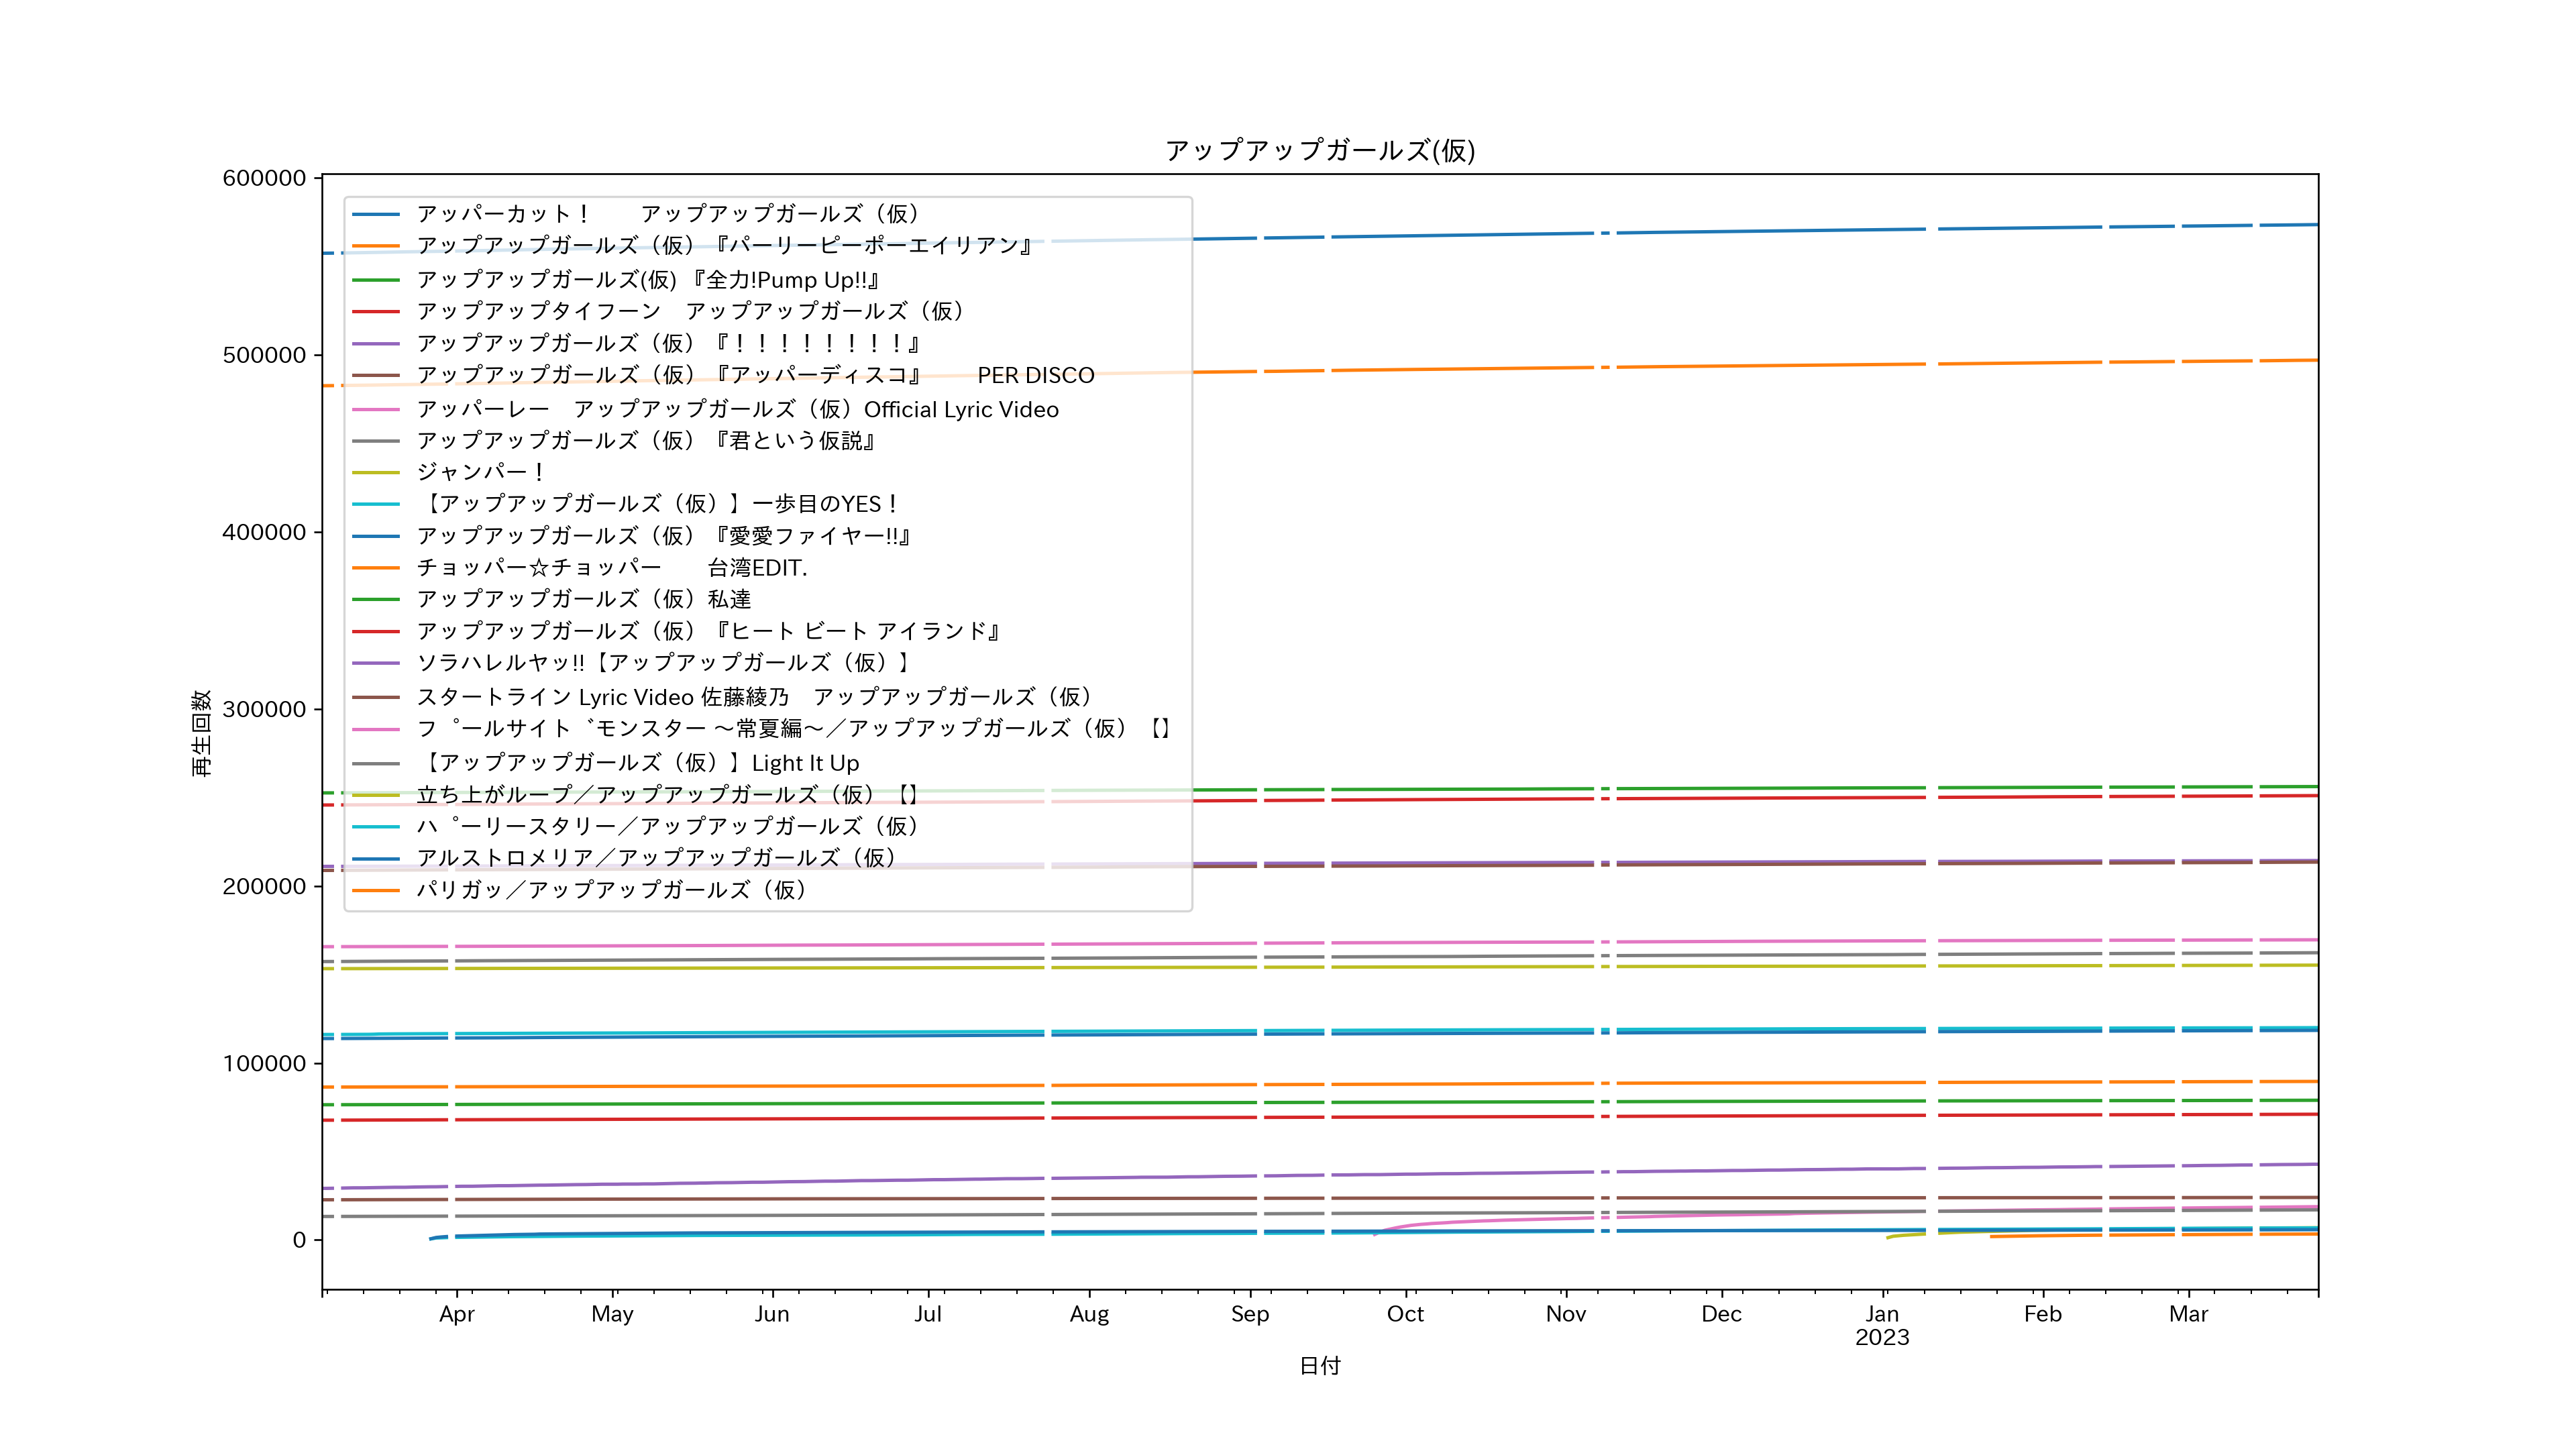 アップアップガールズ(仮)
600000
500000
400000
300000
200000
100000
0
再生回数
アッパーカット！　　アップアップガールズ（仮）
アップアップガールズ（仮）『パーリーピーポーエイリアン』
アップアップガールズ(仮) 『全力!Pump Up!!』
アップアップタイフーン　アップアップガールズ（仮）
アップアップガールズ（仮）『！！！！！！！！』
アップアップガールズ（仮）『アッパーディスコ』　　PER DISCO
アッパーレー　アップアップガールズ（仮）Official Lyric Video
アップアップガールズ（仮）『君という仮説』
ジャンパー！
【アップアップガールズ（仮）】一歩目のYES！
アップアップガールズ（仮）『愛愛ファイヤー!!』
チョッパー☆チョッパー　　台湾EDIT.
アップアップガールズ（仮）私達
アップアップガールズ（仮）『ヒート ビート アイランド』
ソラハレルヤッ!!【アップアップガールズ（仮）】
スタートライン Lyric Video 佐藤綾乃　アップアップガールズ（仮）
フ゜ールサイト゛モンスター ～常夏編～／アップアップガールズ（仮）【】
【アップアップガールズ（仮）】Light It Up
立ち上がループ／アップアップガールズ（仮）【】
ハ゜ーリースタリー／アップアップガールズ（仮）
アルストロメリア／アップアップガールズ（仮）
パリガッ／アップアップガールズ（仮）
Apr May Jun Jul Aug Sep Oct Nov Dec Jan Feb Mar
2023
日付